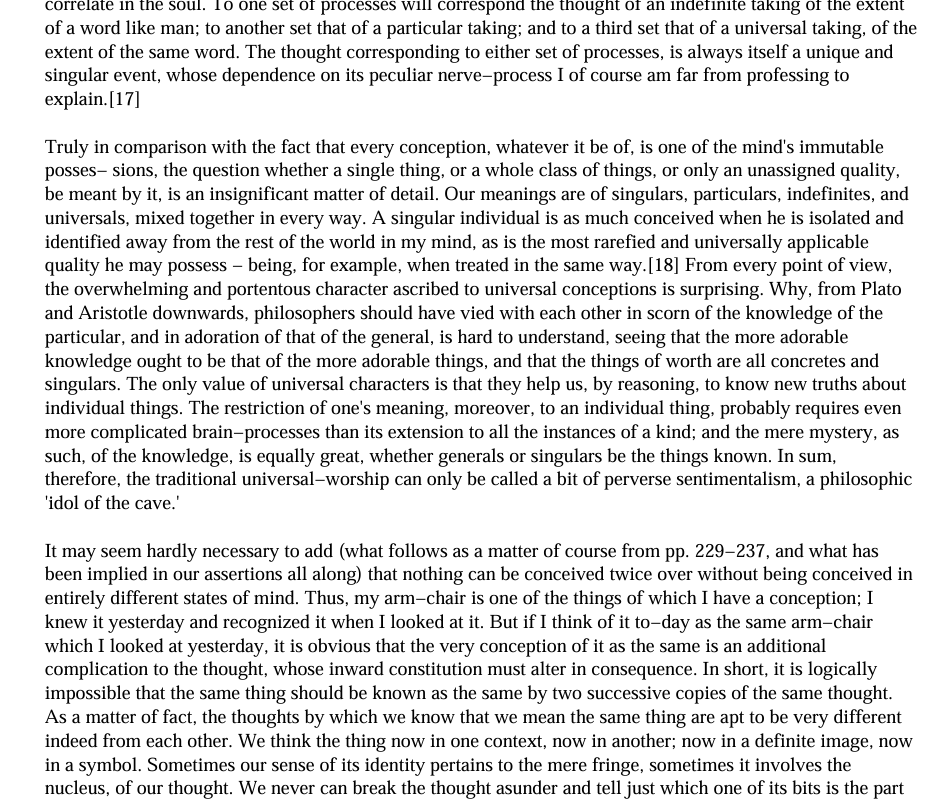 correlate in the soul. To one set of processes will correspond the thought of an indefinite taking of the extent
of a word like man; to another set that of a particular taking; and to a third set that of a universal taking, of the
extent of the same word. The thought corresponding to either set of processes, is always itself a unique and
singular event, whose dependence on its peculiar nerve–process I of course am far from professing to
explain.[17]

Truly in comparison with the fact that every conception, whatever it be of, is one of the mind's immutable
posses– sions, the question whether a single thing, or a whole class of things, or only an unassigned quality,
be meant by it, is an insignificant matter of detail. Our meanings are of singulars, particulars, indefinites, and
universals, mixed together in every way. A singular individual is as much conceived when he is isolated and
identified away from the rest of the world in my mind, as is the most rarefied and universally applicable
quality he may possess – being, for example, when treated in the same way.[18] From every point of view,
the overwhelming and portentous character ascribed to universal conceptions is surprising. Why, from Plato
and Aristotle downwards, philosophers should have vied with each other in scorn of the knowledge of the
particular, and in adoration of that of the general, is hard to understand, seeing that the more adorable
knowledge ought to be that of the more adorable things, and that the things of worth are all concretes and
singulars. The only value of universal characters is that they help us, by reasoning, to know new truths about
individual things. The restriction of one's meaning, moreover, to an individual thing, probably requires even
more complicated brain–processes than its extension to all the instances of a kind; and the mere mystery, as
such, of the knowledge, is equally great, whether generals or singulars be the things known. In sum,
therefore, the traditional universal–worship can only be called a bit of perverse sentimentalism, a philosophic
'idol of the cave.'

It may seem hardly necessary to add (what follows as a matter of course from pp. 229–237, and what has
been implied in our assertions all along) that nothing can be conceived twice over without being conceived in
entirely different states of mind. Thus, my arm–chair is one of the things of which I have a conception; I
knew it yesterday and recognized it when I looked at it. But if I think of it to–day as the same arm–chair
which I looked at yesterday, it is obvious that the very conception of it as the same is an additional
complication to the thought, whose inward constitution must alter in consequence. In short, it is logically
impossible that the same thing should be known as the same by two successive copies of the same thought.
As a matter of fact, the thoughts by which we know that we mean the same thing are apt to be very different
indeed from each other. We think the thing now in one context, now in another; now in a definite image, now
in a symbol. Sometimes our sense of its identity pertains to the mere fringe, sometimes it involves the
nucleus, of our thought. We never can break the thought asunder and tell just which one of its bits is the part